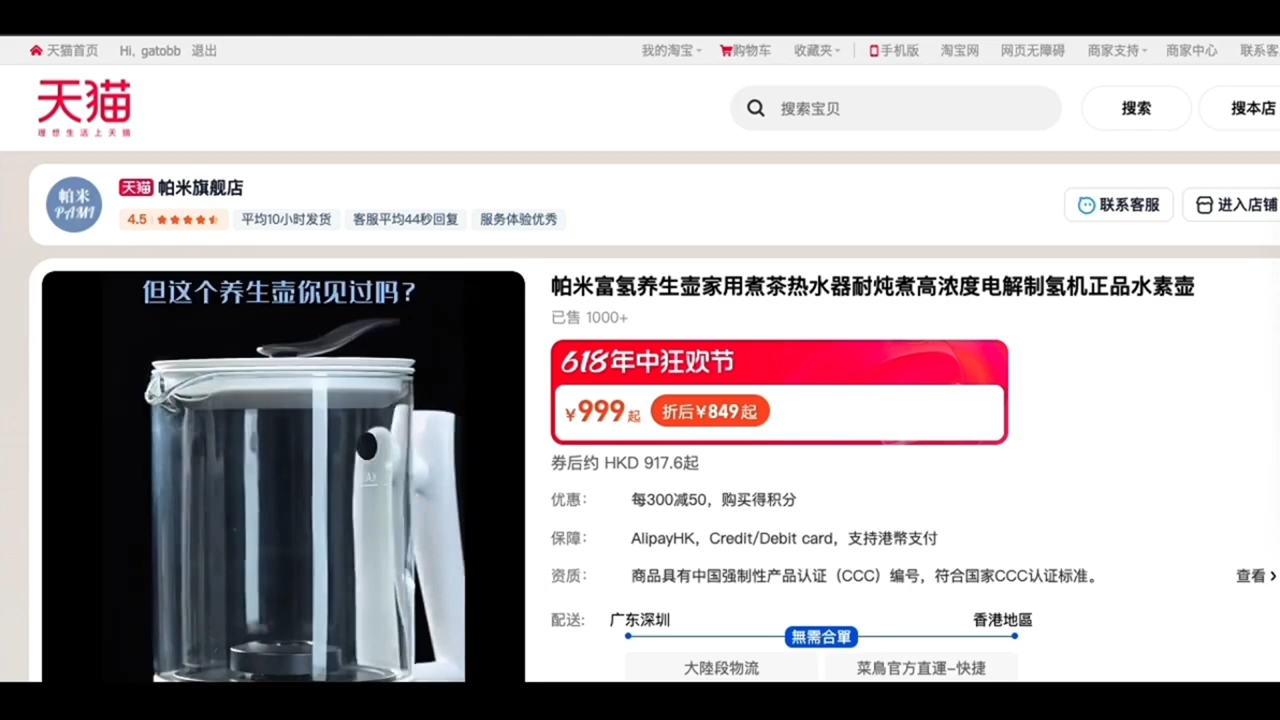 天猫首页 Hi, gatobb 退出 我的淘宝 购物车 收藏夹 手机版 淘宝网 网页无障碍 商家支持 商家中心 联系客
天猫
理想生活上天猫
搜索宝贝 搜索 搜本店
帕米 PAMI
天猫 帕米旗舰店
4.5 平均10小时发货 客服平均44秒回复 服务体验优秀
联系客服 进入店铺
但这个养生壶你见过吗?
帕米富氢养生壶家用煮茶热水器耐炖煮高浓度电解制氢机正品水素壶
已售 1000+
618年中狂欢节
¥999起 折后¥849起
券后约 HKD 917.6起
优惠: 每300减50，购买得积分
保障: AlipayHK，Credit/Debit card，支持港幣支付
资质: 商品具有中国强制性产品认证（CCC）编号，符合国家CCC认证标准。 查看
配送: 广东深圳 香港地區
無需合單
大陸段物流 菜鳥官方直運-快捷